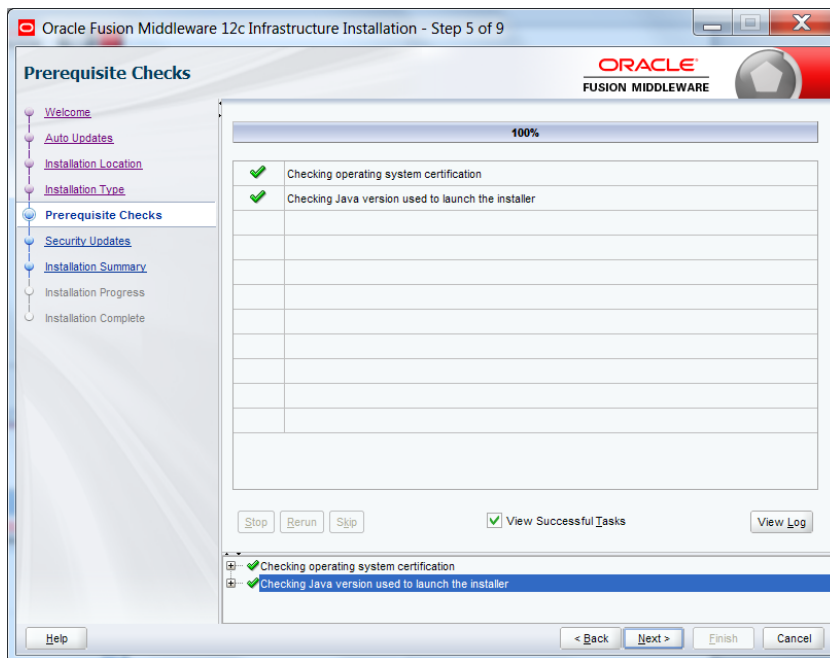 Oracle Fusion Middleware 12c Infrastructure Installation - Step 5 of 9
Prerequisite Checks
ORACLE
FUSION MIDDLEWARE
Welcome
Auto Updates
Installation Location
Installation Type
Prerequisite Checks
Security Updates
Installation Summary
Installation Progress
Installation Complete
100%
Checking operating system certification
Checking Java version used to launch the installer
Stop Rerun Skip View Successful Tasks View Log
Checking operating system certification
Checking Java version used to launch the installer
Help < Back Next > Finish Cancel